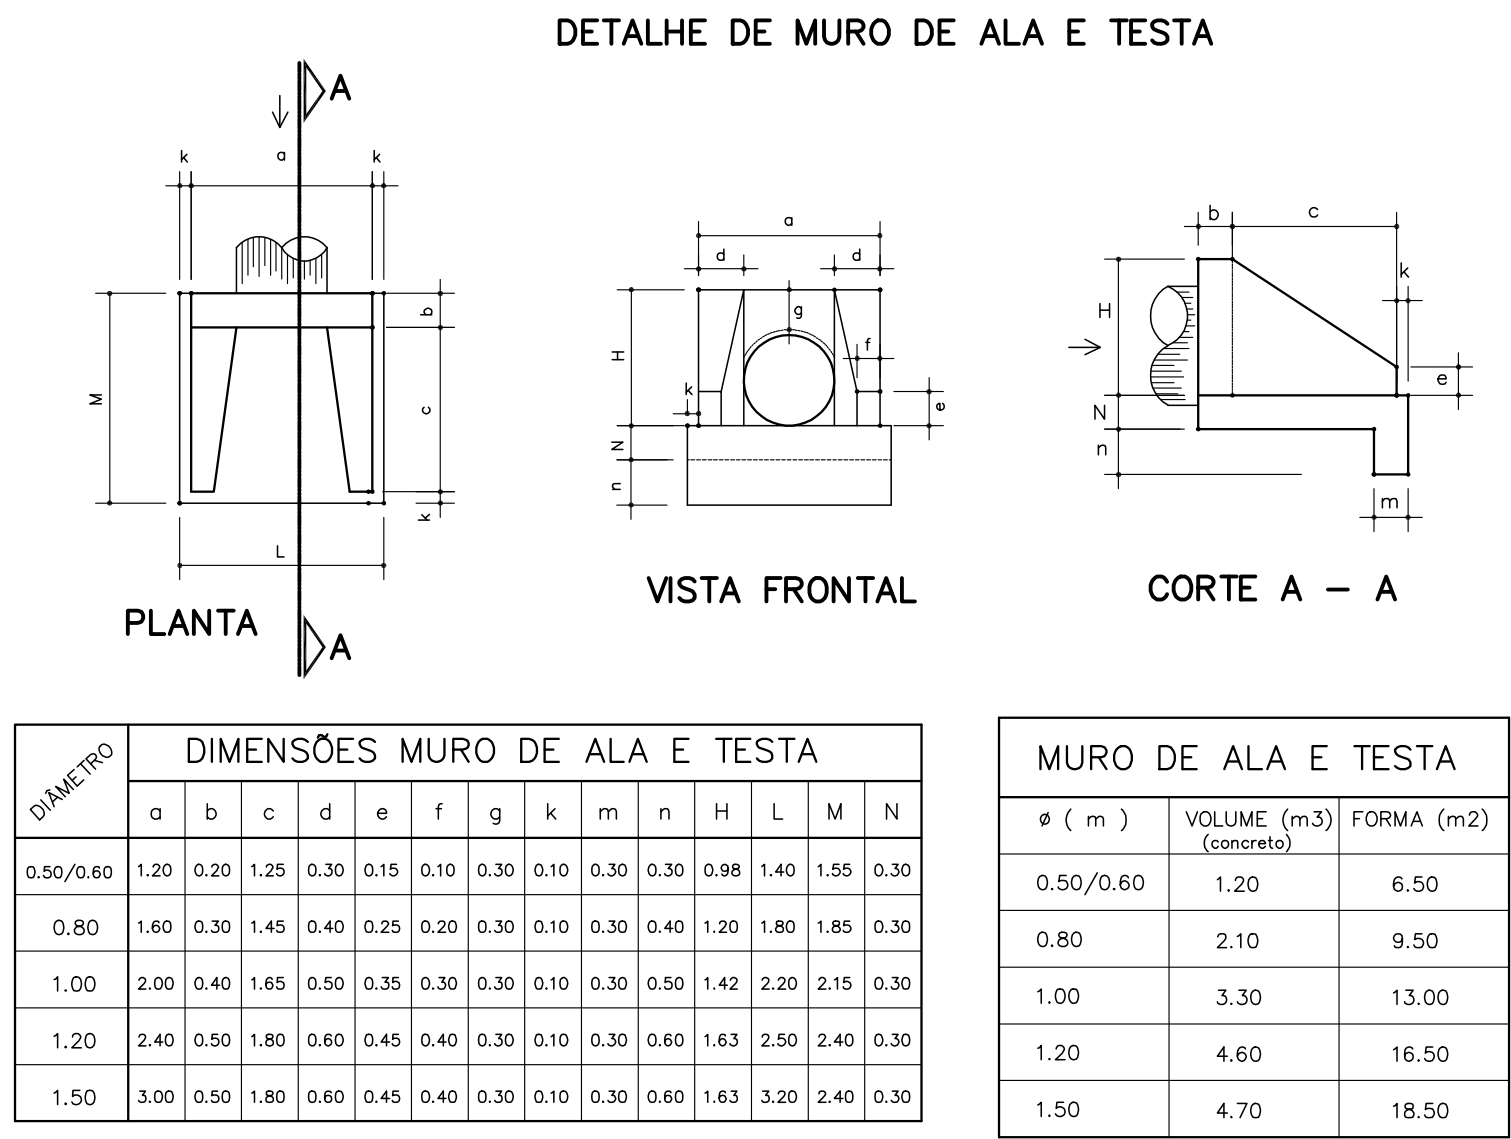 DETALHE DE MURO DE ALA E TESTA
A
k a k
b
M
c
k
L
A
PLANTA
a
d d
g
H
f
k
e
N
n
VISTA FRONTAL
b c
k
H
e
N
n
m
CORTE A – A
DIÂMETRO
DIMENSÕES MURO DE ALA E TESTA
a b c d e f g k m n H L M N
0.50/0.60 1.20 0.20 1.25 0.30 0.15 0.10 0.30 0.10 0.30 0.30 0.98 1.40 1.55 0.30
0.80 1.60 0.30 1.45 0.40 0.25 0.20 0.30 0.10 0.30 0.40 1.20 1.80 1.85 0.30
1.00 2.00 0.40 1.65 0.50 0.35 0.30 0.30 0.10 0.30 0.50 1.42 2.20 2.15 0.30
1.20 2.40 0.50 1.80 0.60 0.45 0.40 0.30 0.10 0.30 0.60 1.63 2.50 2.40 0.30
1.50 3.00 0.50 1.80 0.60 0.45 0.40 0.30 0.10 0.30 0.60 1.63 3.20 2.40 0.30
MURO DE ALA E TESTA
ø ( m ) VOLUME (m3) FORMA (m2)
(concreto)
0.50/0.60 1.20 6.50
0.80 2.10 9.50
1.00 3.30 13.00
1.20 4.60 16.50
1.50 4.70 18.50